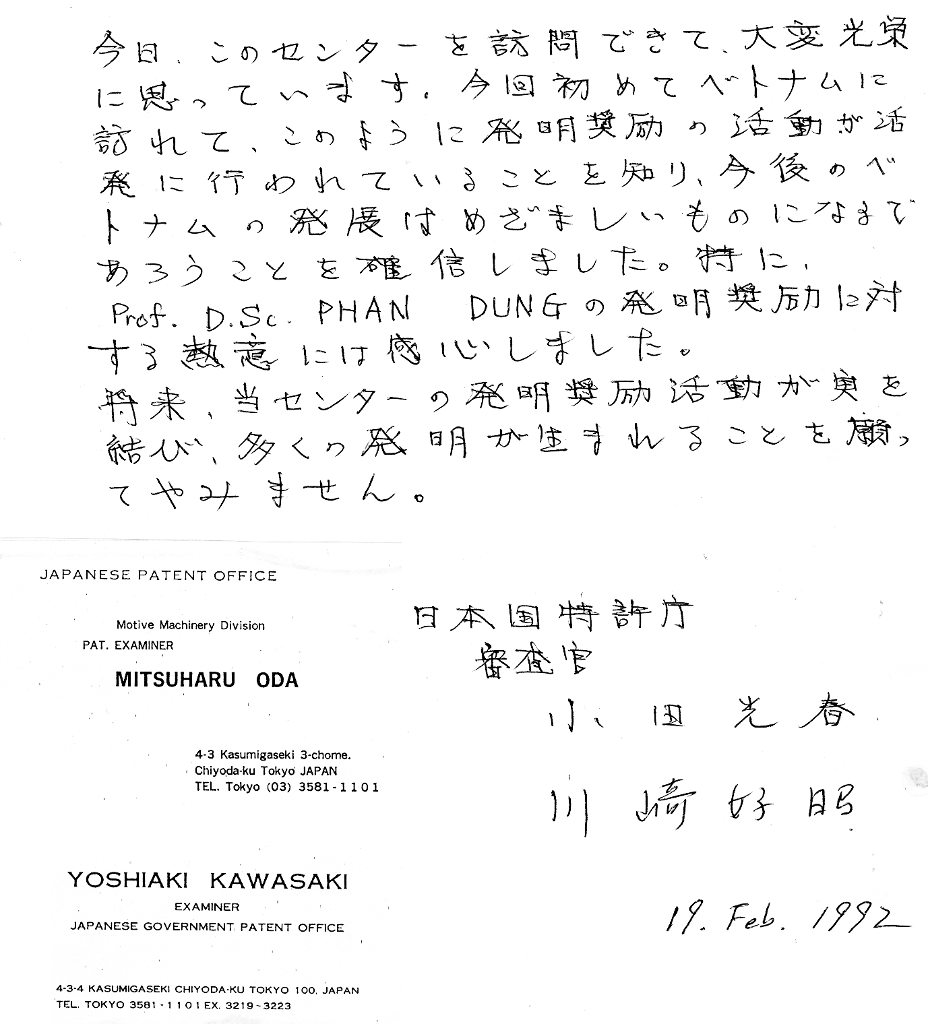 今日、このセンターを訪問できて、大変光栄
に思っています。今回初めてベトナムに
訪れて、このように発明奨励の活動が活
発に行われていることを知り、今後のベ
トナムの発展はめざましいものになるで
あろうことを確信しました。特に、
Prof. D.Sc. PHAN DUNGの発明奨励に対
する熱意には感心しました。
将来、当センターの発明奨励活動が実を
結び、多くの発明が生まれることを願っ
てやみません。
JAPANESE PATENT OFFICE
Motive Machinery Division
PAT. EXAMINER
MITSUHARU ODA
4-3 Kasumigaseki 3-chome.
Chiyoda-ku Tokyo JAPAN
TEL. Tokyo (03) 3581-1101
YOSHIAKI KAWASAKI
EXAMINER
JAPANESE GOVERNMENT PATENT OFFICE
4-3-4 KASUMIGASEKI CHIYODA-KU TOKYO 100, JAPAN
TEL. TOKYO 3581-1101 EX. 3219~3223
日本国特許庁
審査官
小田光春
川崎好昭
19. Feb. 1992